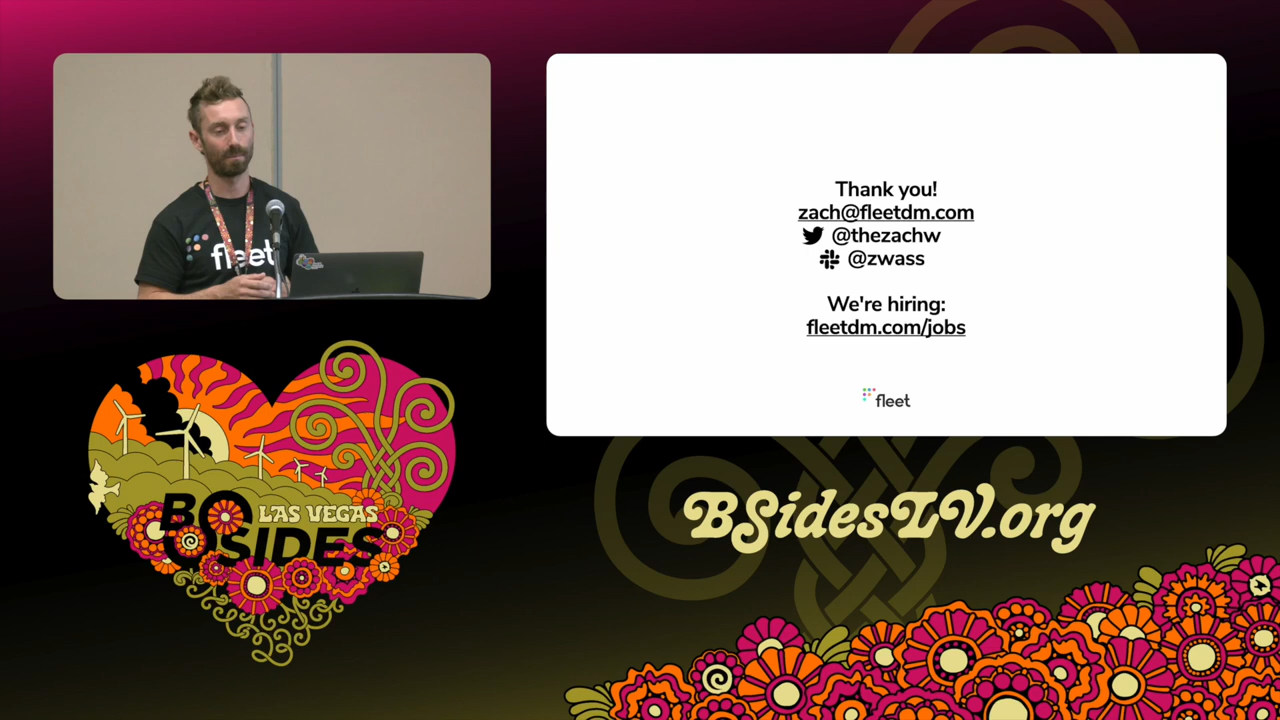 fleet
Thank you!
zach@fleetdm.com
@thezachw
@zwass
We're hiring:
fleetdm.com/jobs
fleet
BSIDES
LAS VEGAS
23
BSidesLV.org